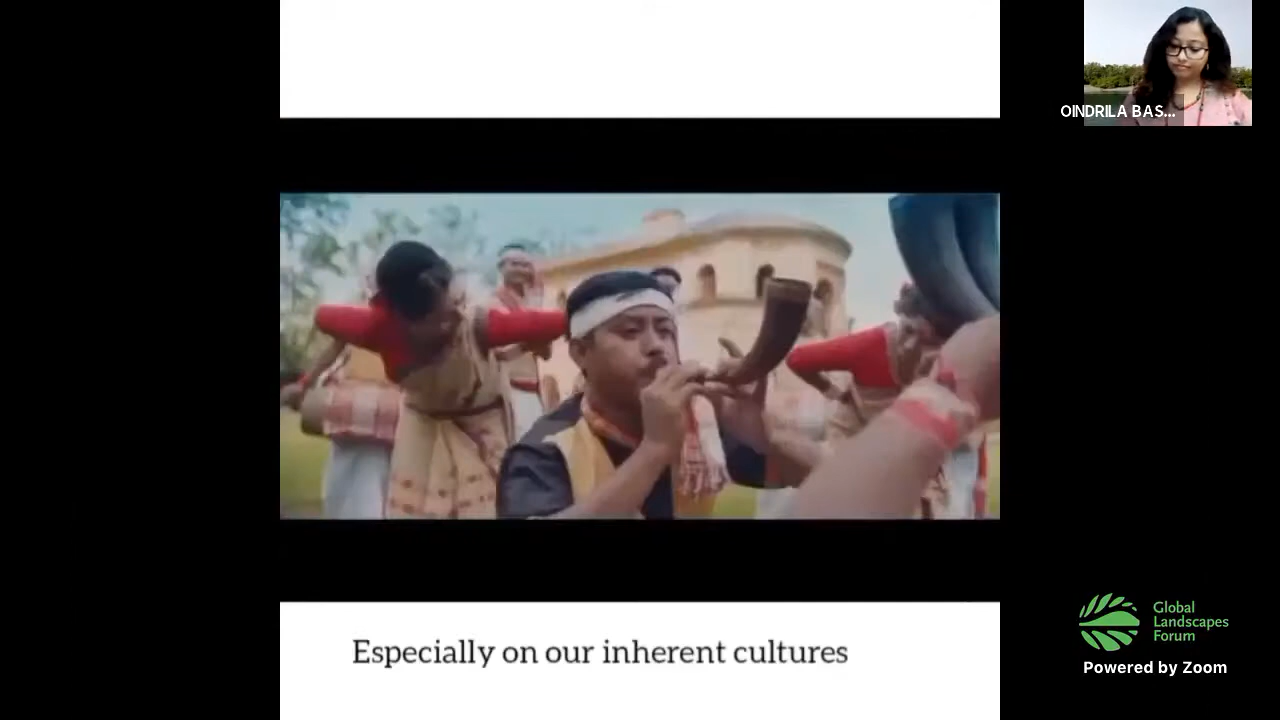 OINDRILA BAS...
Especially on our inherent cultures
Global
Landscapes
Forum
Powered by Zoom